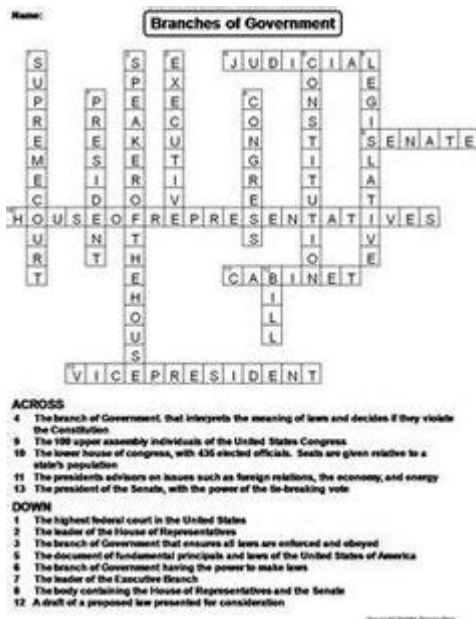 Name:
Branches of Government
JUDICIAL
SENATE
HOUSEOFREPRESENTATIVES
CABINET
VICEPRESIDENT
SUPREMECOURT
SPEAKEROFTHEHOUSE
EXECUTIVE
CONSTITUTION
LEGISLATIVE
PRESIDENT
CONGRESS
BILL
ACROSS
4 The branch of Government, that interprets the meaning of laws and decides if they violate
the Constitution
9 The 100 upper assembly individuals of the United States Congress
10 The lower house of congress, with 435 elected officials. Seats are given relative to a
state's population
11 The presidents advisors on issues such as foreign relations, the economy, and energy
13 The president of the Senate, with the power of the tie-breaking vote
DOWN
1 The highest federal court in the United States
2 The leader of the House of Representatives
3 The branch of Government that ensures all laws are enforced and obeyed
5 The document of fundamental principals and laws of the United States of America
6 The branch of Government having the power to make laws
7 The leader of the Executive Branch
8 The body containing the House of Representatives and the Senate
12 A draft of a proposed law presented for consideration